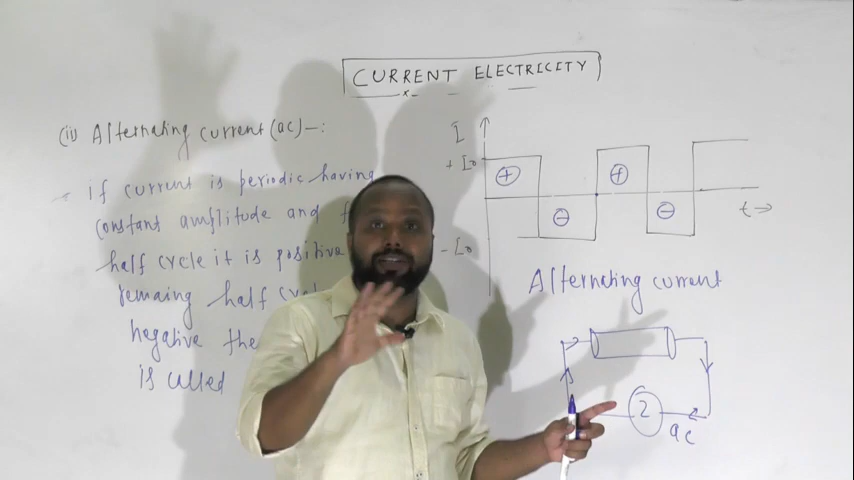 CURRENT ELECTRICITY
(ii) Alternating current (ac) -:
if current is periodic having
constant amplitude and
half cycle it is positive
remaing half
negative the
is called
I
+ I₀
+
+
-
-
t →
- I₀
Alternating current
ac